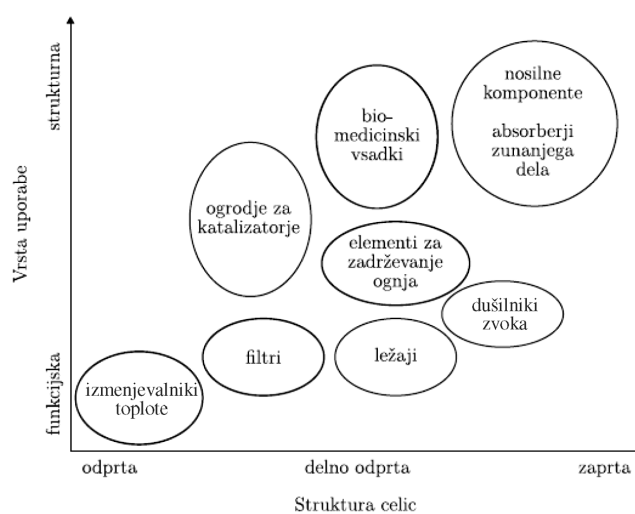 strukturna
Vrsta uporabe
funkcijska
nosilne
komponente
absorberji
zunanjega
dela
bio-
medicinski
vsadki
ogrodje za
katalizatorje
elementi za
zadrževanje
ognja
dušilniki
zvoka
filtri
ležaji
izmenjevalniki
toplote
odprta
delno odprta
zaprta
Struktura celic